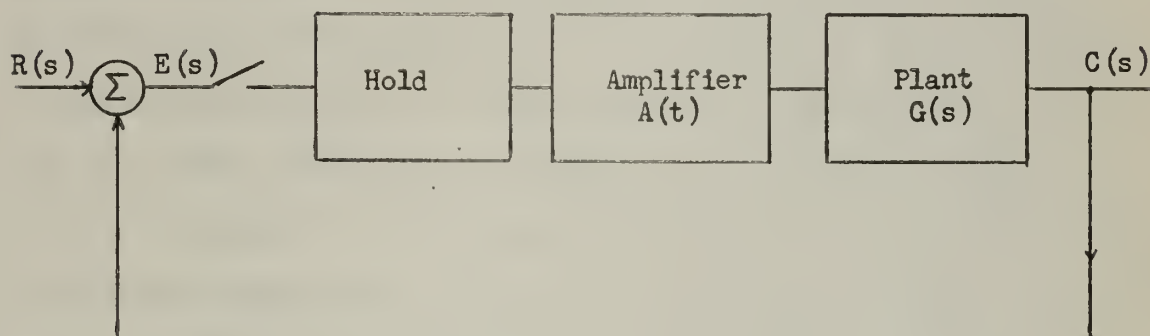 R(s)
Σ
E(s)
Hold
Amplifier
A(t)
Plant
G(s)
C(s)